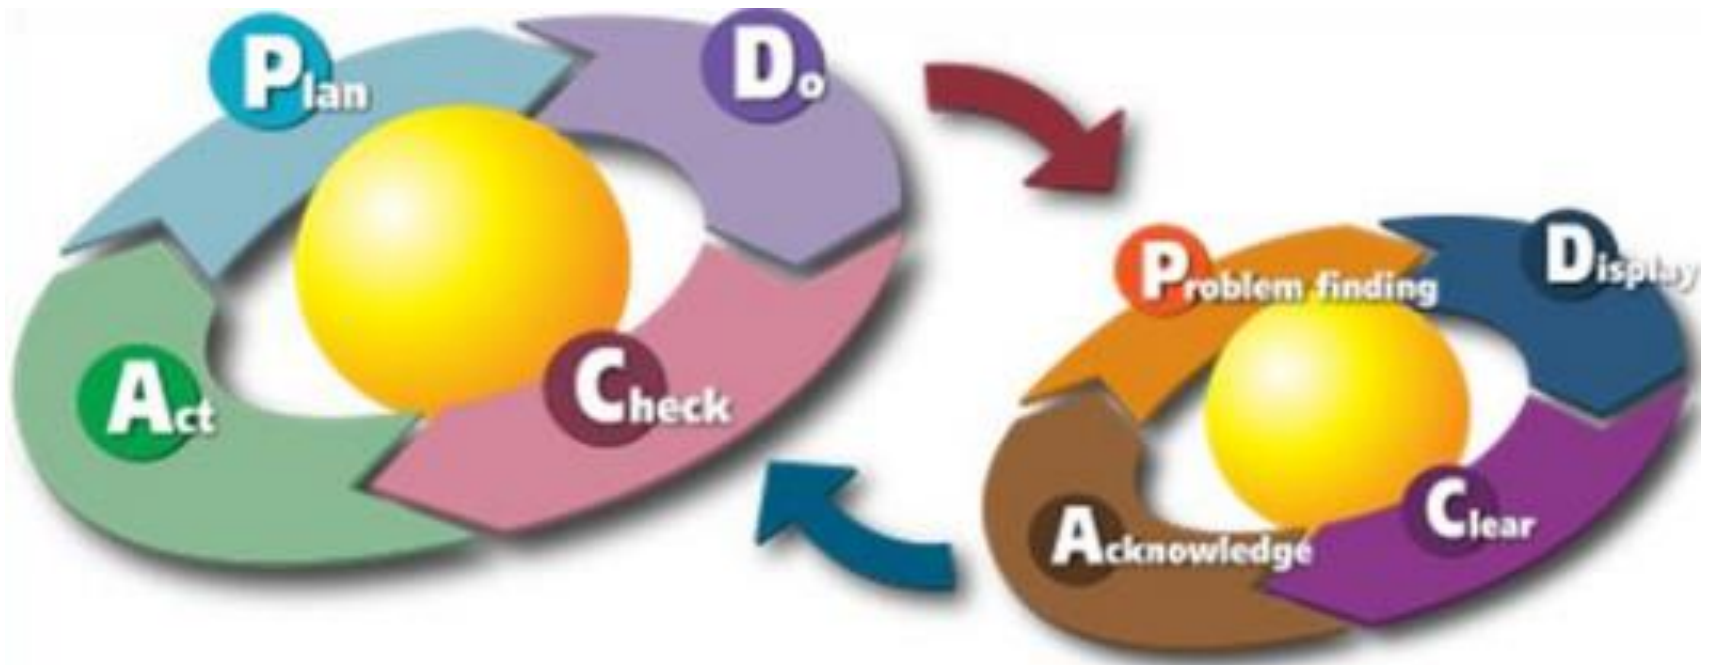 Plan
Do
Check
Act
Problem finding
Display
Clear
Acknowledge